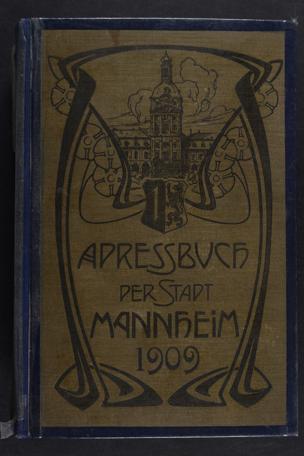 ADRESSBUCH
DER STADT
MANNHEIM
1909